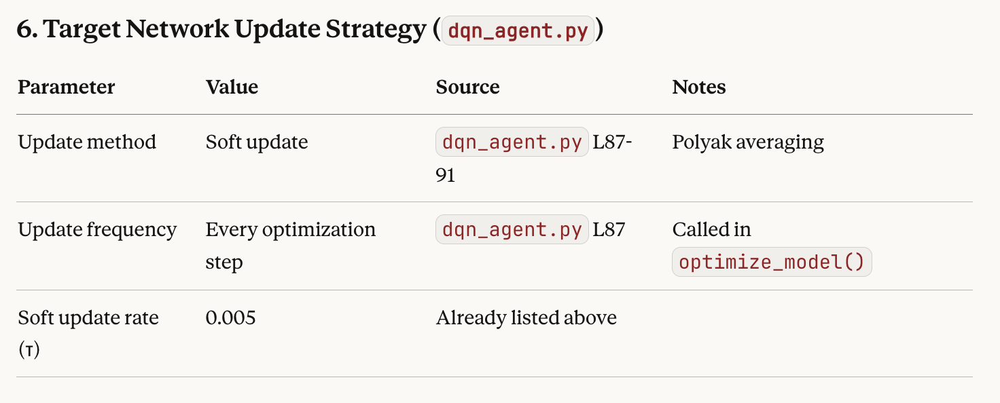 6. Target Network Update Strategy (dqn_agent.py)
Parameter Value Source Notes
Update method Soft update dqn_agent.py L87-
91 Polyak averaging
Update frequency Every optimization
step dqn_agent.py L87 Called in
optimize_model()
Soft update rate
(τ) 0.005 Already listed above